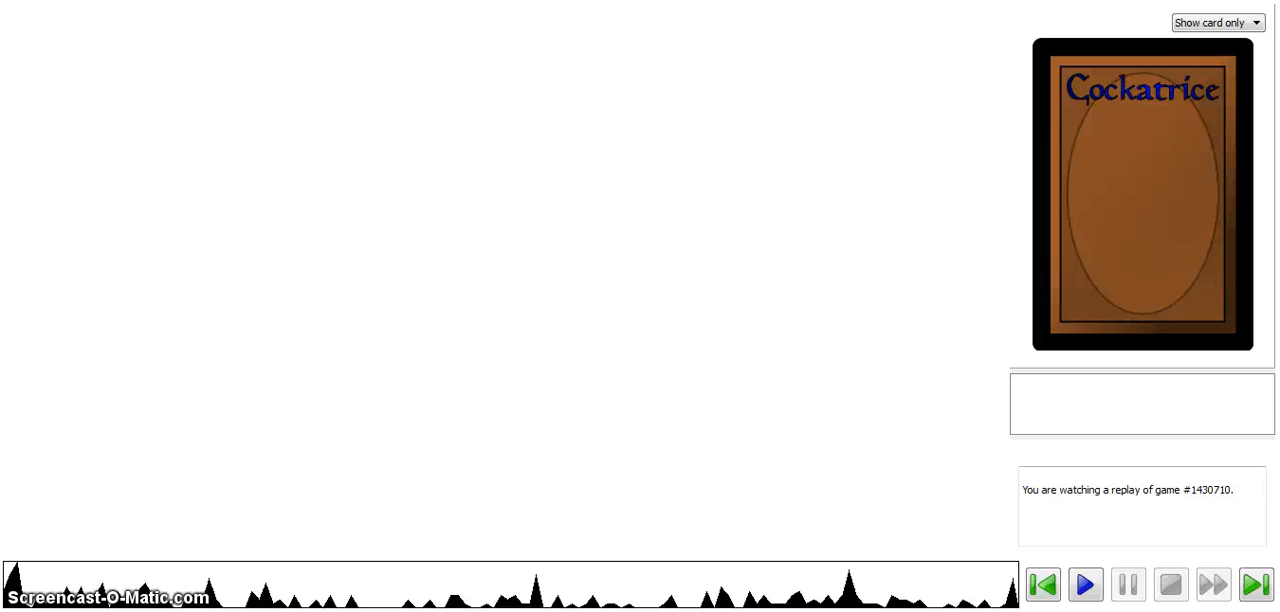 Show card only
Cockatrice
You are watching a replay of game #1430710.
Screencast-O-Matic.com